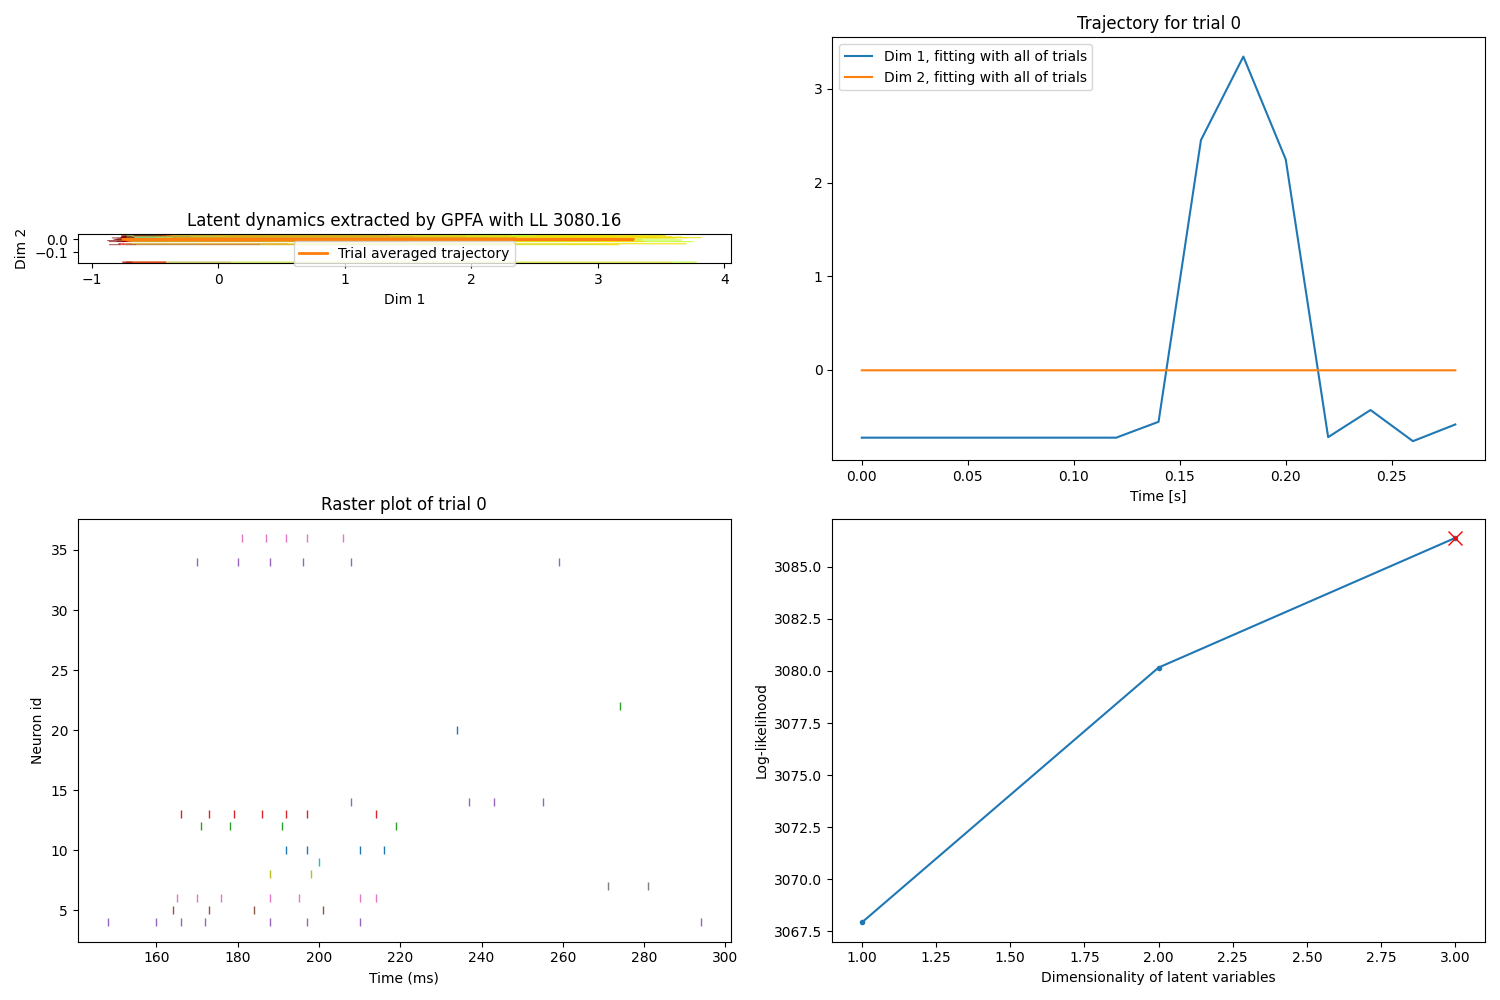 Latent dynamics extracted by GPFA with LL 3080.16
Dim 2
0.0
−0.1
Trial averaged trajectory
−1 0 1 2 3 4
Dim 1
Trajectory for trial 0
Dim 1, fitting with all of trials
Dim 2, fitting with all of trials
3
2
1
0
0.00 0.05 0.10 0.15 0.20 0.25
Time [s]
Raster plot of trial 0
Neuron id
35
30
25
20
15
10
5
160 180 200 220 240 260 280 300
Time (ms)
Log-likelihood
3085.0
3082.5
3080.0
3077.5
3075.0
3072.5
3070.0
3067.5
1.00 1.25 1.50 1.75 2.00 2.25 2.50 2.75 3.00
Dimensionality of latent variables